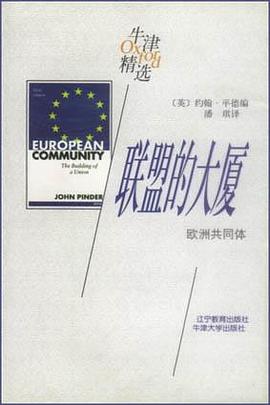 牛津
Oxford
精选
〔英〕约翰·平德编
潘琪译
EUROPEAN
COMMUNITY
The Building of
a Union
JOHN PINDER
联盟的大厦
欧洲共同体
辽宁教育出版社
牛津大学出版社